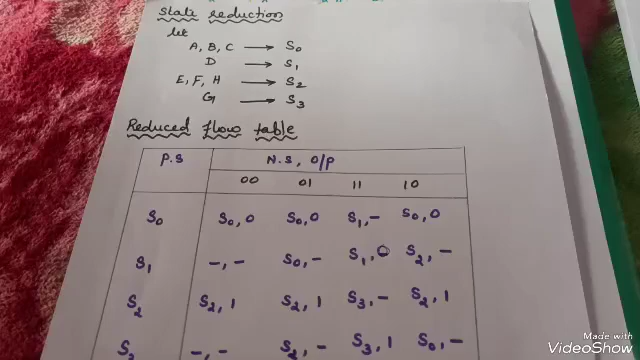 State reduction
let
A, B, C → S0
D → S1
E, F, H → S2
G → S3
Reduced flow table
P.S N.S, O/P
00 01 11 10
S0 S0, 0 S0, 0 S1, – S0, 0
S1 –, – S0, – S1, 0 S2, –
S2 S2, 1 S2, 1 S3, – S2, 1
S3 –, – S2, – S3, 1 S0, –
Made with
VideoShow